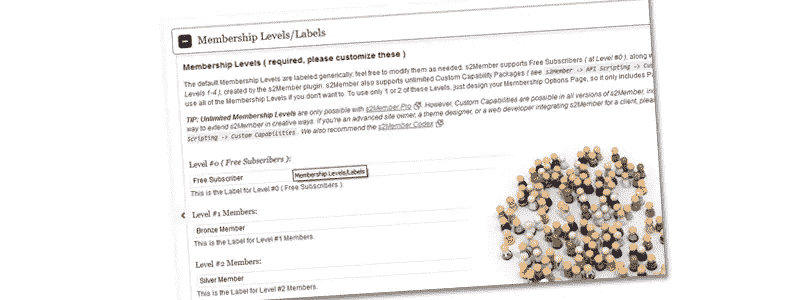 Membership Levels/Labels
Membership Levels ( required, please customize these )
The default Membership Levels are labeled generically; feel free to modify them as needed. s2Member supports Free Subscribers ( at Level #0 ), along
Levels 1-4 ), created by the s2Member plugin. s2Member also supports unlimited Custom Capability Packages ( see s2Member -> API Scripting ->
use all of the Membership Levels if you don't want to. To use only 1 or 2 of these Levels, just design your Membership Options Page, so it only includes
TIP: Unlimited Membership Levels are only possible with s2Member Pro. However, Custom Capabilities are possible in all versions of s2Member,
way to extend s2Member in creative ways. If you're an advanced site owner, a theme designer, or a web developer integrating s2Member for a client,
Scripting -> Custom Capabilities. We also recommend the s2Member Codex.
Level #0 ( Free Subscribers ):
Free Subscriber
Membership Levels/Labels
This is the Label for Level #0 ( Free Subscribers ).
Level #1 Members:
Bronze Member
This is the Label for Level #1 Members.
Level #2 Members:
Silver Member
This is the Label for Level #2 Members.